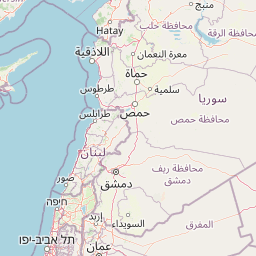 منبج
Hatay
محافظة حلب
محافظة الرقة
اللاذقية
معرة النعمان
حماة
سلمية
طرطوس
سوريا
حمص
طرابلس
محافظة حمص
لبنان
محافظة ريف
دمشق
دمشق
صور
חיפה
إربد
السويداء
المفرق
תל אביב-יפו
عمان